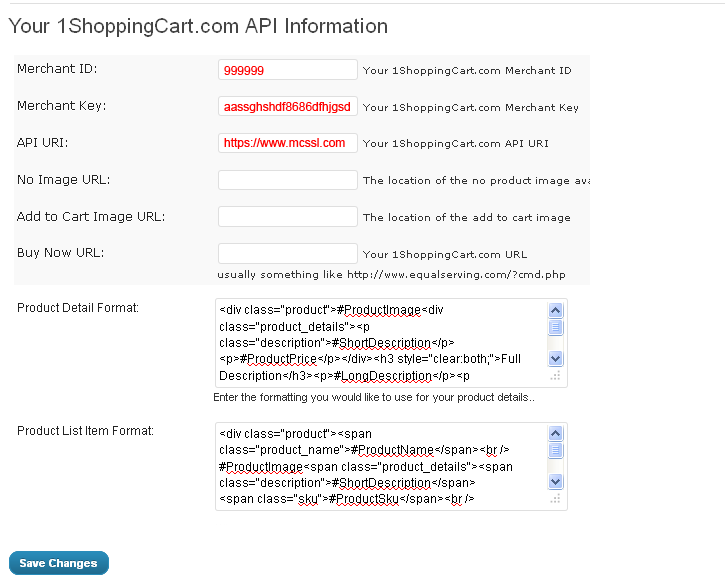 Your 1ShoppingCart.com API Information
Merchant ID: 999999 Your 1ShoppingCart.com Merchant ID
Merchant Key: aassghshdf8686dfhjgsd Your 1ShoppingCart.com Merchant Key
API URI: https://www.mcssl.com Your 1ShoppingCart.com API URI
No Image URL: The location of the no product image ava
Add to Cart Image URL: The location of the add to cart image
Buy Now URL: Your 1ShoppingCart.com URL
usually something like http://www.equalserving.com/?cmd.php
Product Detail Format: <div class="product">#ProductImage<div
class="product_details"><p
class="description">#ShortDescription</p>
<p>#ProductPrice</p></div><h3 style="clear:both;">Full
Description</h3><p>#LongDescription</p><p
Enter the formatting you would like to use for your product details..
Product List Item Format: <div class="product"><span
class="product_name">#ProductName</span><br />
#ProductImage<span class="product_details"><span
class="description">#ShortDescription</span>
<span class="sku">#ProductSku</span><br />
Save Changes